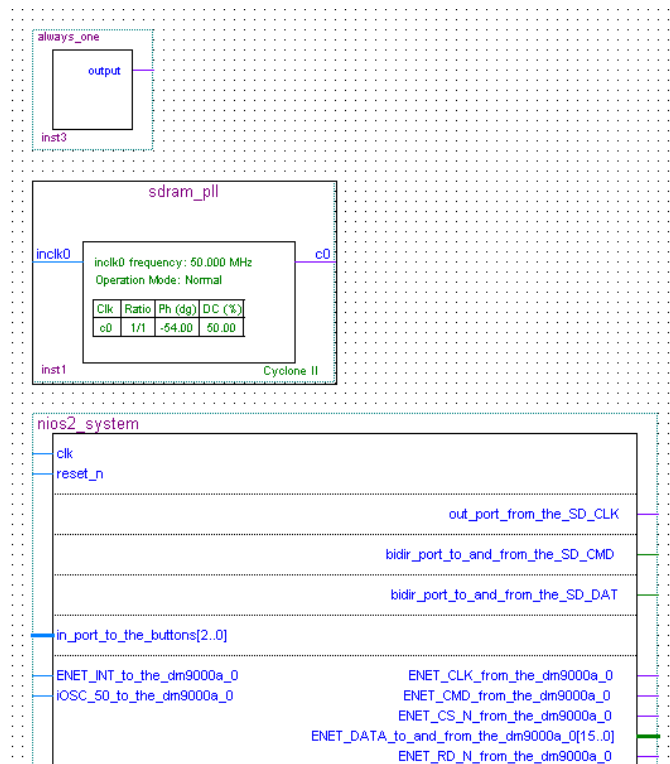 always_one
output
inst3
sdram_pll
inclk0
c0
inclk0 frequency: 50.000 MHz
Operation Mode: Normal
Clk Ratio Ph (dg) DC (%)
c0 1/1 -54.00 50.00
inst1
Cyclone II
nios2_system
clk
reset_n
out_port_from_the_SD_CLK
bidir_port_to_and_from_the_SD_CMD
bidir_port_to_and_from_the_SD_DAT
in_port_to_the_buttons[2..0]
ENET_INT_to_the_dm9000a_0 ENET_CLK_from_the_dm9000a_0
iOSC_50_to_the_dm9000a_0 ENET_CMD_from_the_dm9000a_0
ENET_CS_N_from_the_dm9000a_0
ENET_DATA_to_and_from_the_dm9000a_0[15..0]
ENET_RD_N_from_the_dm9000a_0